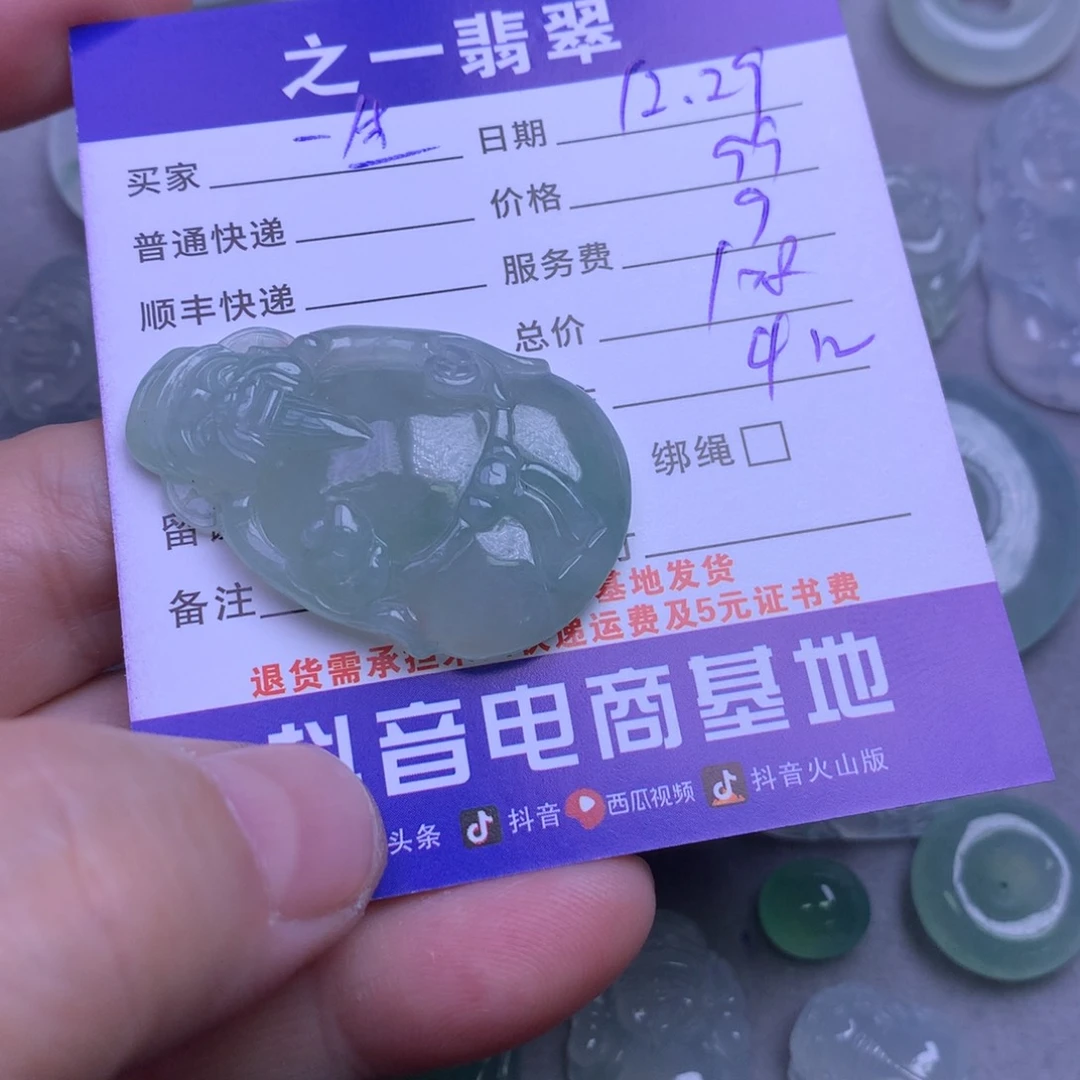 之一翡翠
买家 日期 12.29
普通快递 价格 99
顺丰快递 服务费 9
总价 108
绑绳
留
备注
基地发货
退货需承担 快递运费及5元证书费
抖音电商基地
头条 抖音 西瓜视频 抖音火山版